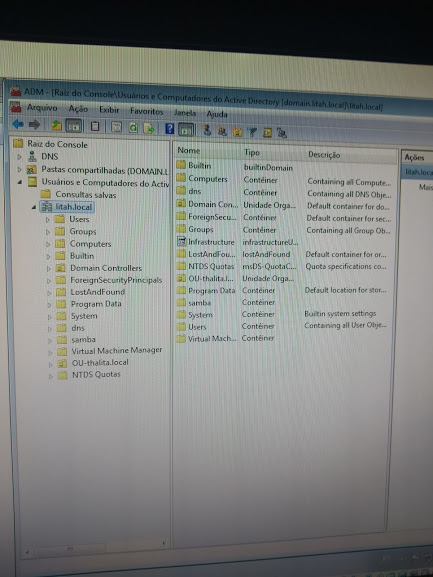 ADM - [Raiz do Console\Usuários e Computadores do Active Directory [domain.litah.local]\litah.local]
Arquivo Ação Exibir Favoritos Janela Ajuda
Raiz do Console
DNS
Pastas compartilhadas (DOMAIN.L
Usuários e Computadores do Activ
Consultas salvas
litah.local
Users
Groups
Computers
Builtin
Domain Controllers
ForeignSecurityPrincipals
LostAndFound
Program Data
System
dns
samba
Virtual Machine Manager
OU-thalita.local
NTDS Quotas
Nome Tipo Descrição
Builtin builtinDomain
Computers Contêiner Containing all Compute...
dns Contêiner Containing all DNS Obje...
Domain Con... Unidade Orga... Default container for do...
ForeignSecu... Contêiner Default container for sec...
Groups Contêiner Containing all Group Ob...
Infrastructure infrastructureU...
LostAndFou... lostAndFound Default container for or...
NTDS Quotas msDS-QuotaC... Quota specifications co...
OU-thalita.l... Unidade Orga...
Program Data Contêiner Default location for stor...
samba Contêiner
System Contêiner Builtin system settings
Users Contêiner Containing all User Obje...
Virtual Mach... Contêiner
Ações
litah.loca
Mais